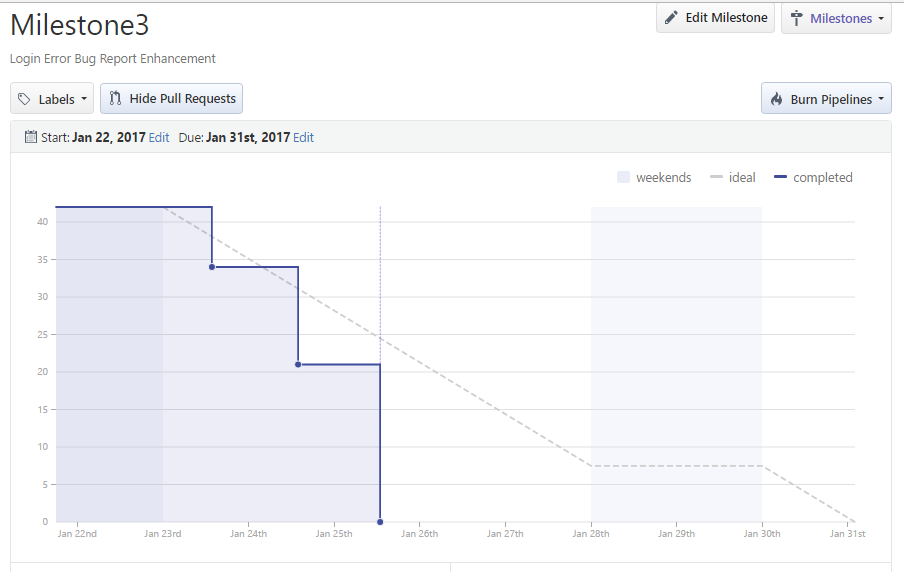 Milestone3
Edit Milestone
Milestones
Login Error Bug Report Enhancement
Labels
Hide Pull Requests
Burn Pipelines
Start: Jan 22, 2017 Edit Due: Jan 31st, 2017 Edit
weekends
ideal
completed
40
35
30
25
20
15
10
5
0
Jan 22nd
Jan 23rd
Jan 24th
Jan 25th
Jan 26th
Jan 27th
Jan 28th
Jan 29th
Jan 30th
Jan 31st